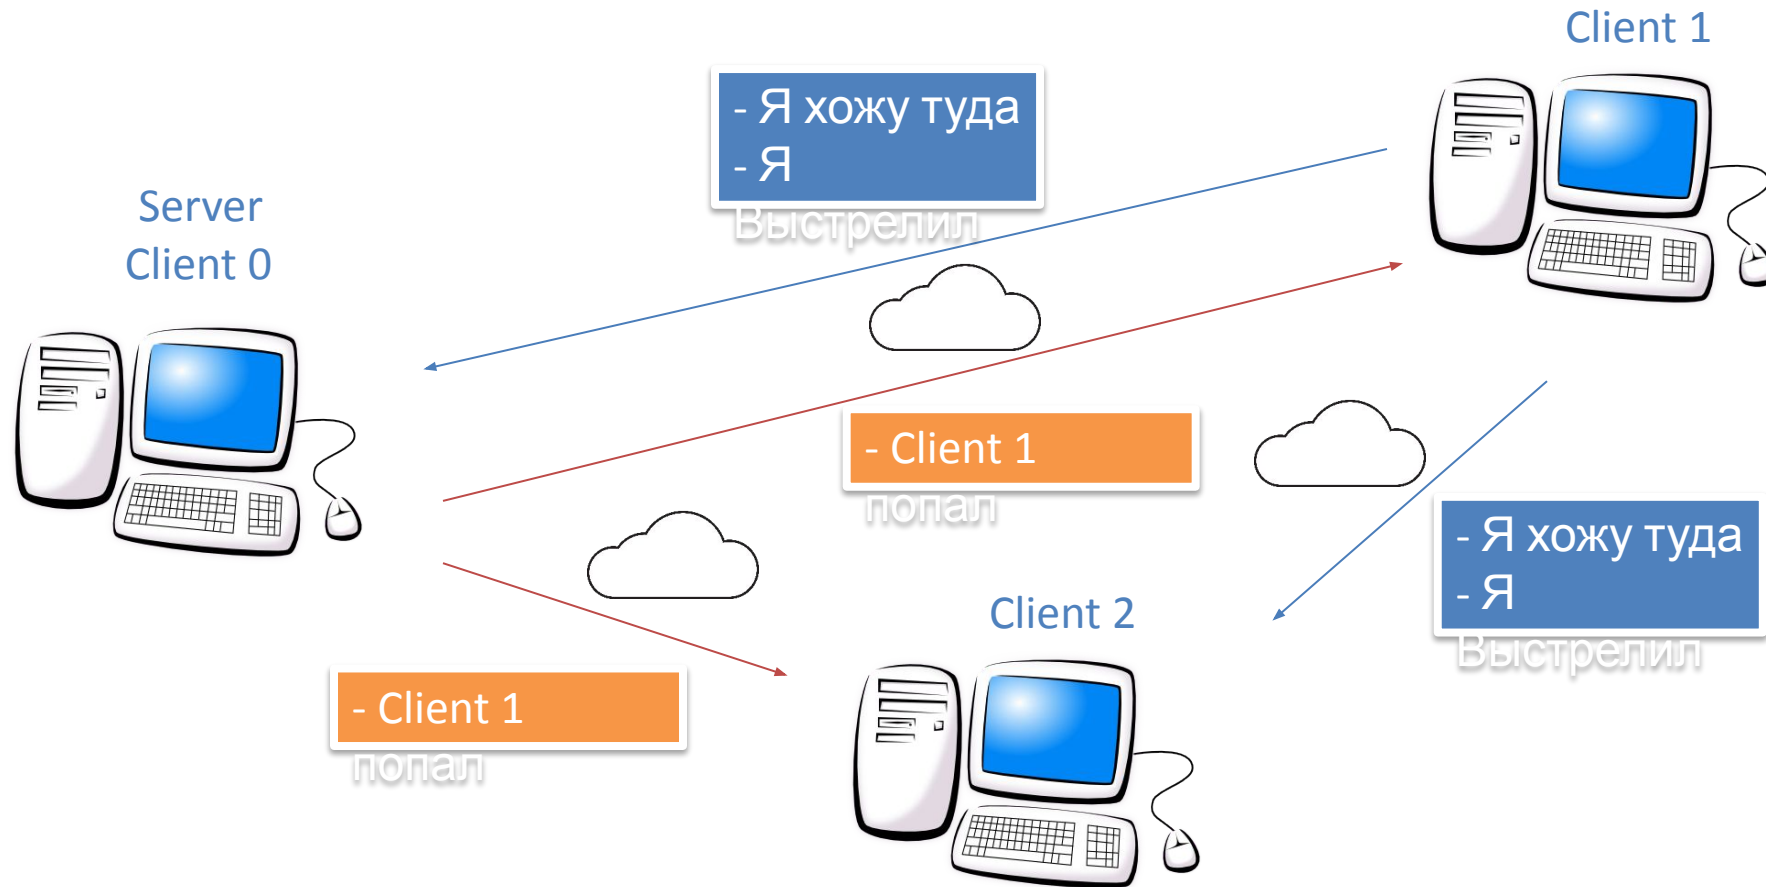 Client 1
- Я хожу туда
- Я
Выстрелил
Server
Client 0
- Client 1
попал
- Я хожу туда
- Я
Выстрелил
Client 2
- Client 1
попал